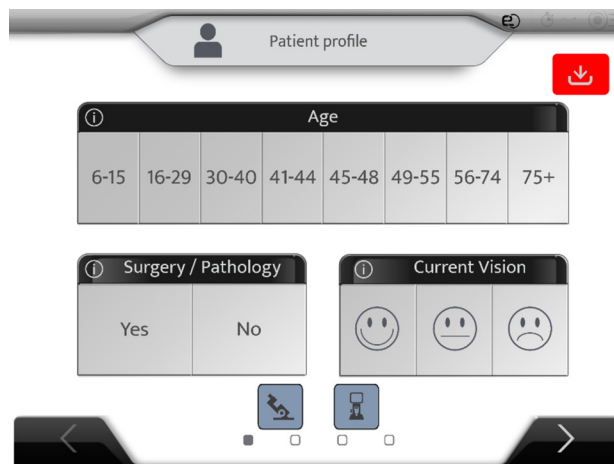 Patient profile
Age
6-15 16-29 30-40 41-44 45-48 49-55 56-74 75+
Surgery / Pathology
Current Vision
Yes No